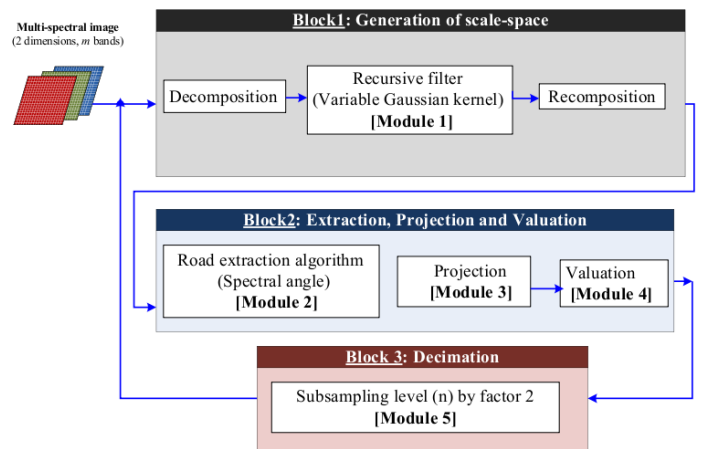 Multi-spectral image
(2 dimensions, m bands)
Block1: Generation of scale-space
Decomposition
Recursive filter
(Variable Gaussian kernel)
[Module 1]
Recomposition
Block2: Extraction, Projection and Valuation
Road extraction algorithm
(Spectral angle)
[Module 2]
Projection
[Module 3]
Valuation
[Module 4]
Block 3: Decimation
Subsampling level (n) by factor 2
[Module 5]